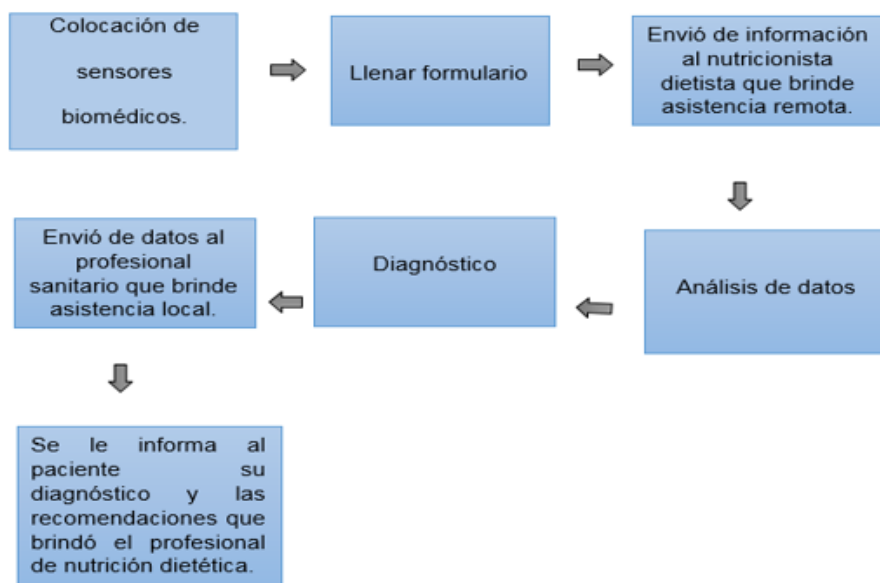 Colocación de
sensores
biomédicos.
Llenar formulario
Envió de información
al nutricionista
dietista que brinde
asistencia remota.
Análisis de datos
Diagnóstico
Envió de datos al
profesional
sanitario que brinde
asistencia local.
Se le informa al
paciente su
diagnóstico y las
recomendaciones que
brindó el profesional
de nutrición dietética.